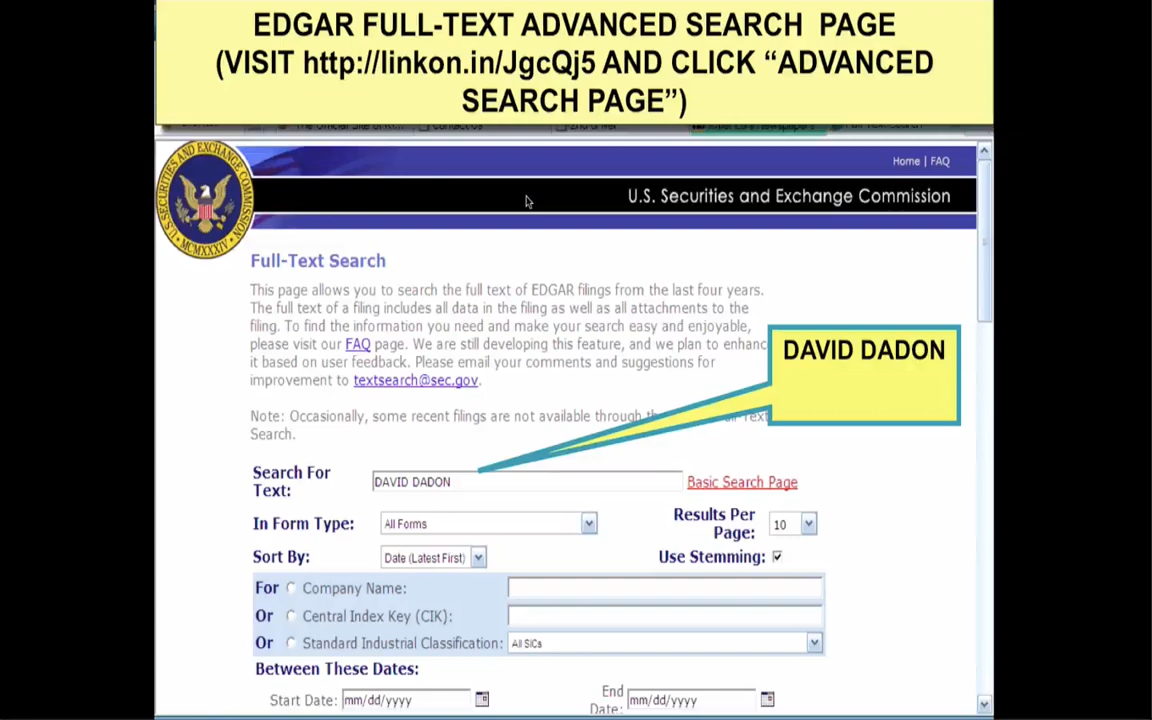 EDGAR FULL-TEXT ADVANCED SEARCH PAGE
(VISIT http://linkon.in/JgcQj5 AND CLICK “ADVANCED
SEARCH PAGE”)
Home | FAQ
U.S. Securities and Exchange Commission
U.S. SECURITIES AND EXCHANGE COMMISSION
MCMXXXIV
Full-Text Search
This page allows you to search the full text of EDGAR filings from the last four years.
The full text of a filing includes all data in the filing as well as all attachments to the
filing. To find the information you need and make your search easy and enjoyable,
please visit our FAQ page. We are still developing this feature, and we plan to enhanc
it based on user feedback. Please email your comments and suggestions for
improvement to textsearch@sec.gov.
DAVID DADON
Note: Occasionally, some recent filings are not available through
Search.
Search For Text: DAVID DADON Basic Search Page
In Form Type: All Forms Results Per Page: 10
Sort By: Date (Latest First) Use Stemming:
For Company Name:
Or Central Index Key (CIK):
Or Standard Industrial Classification: All SICs
Between These Dates:
Start Date: mm/dd/yyyy End Date: mm/dd/yyyy